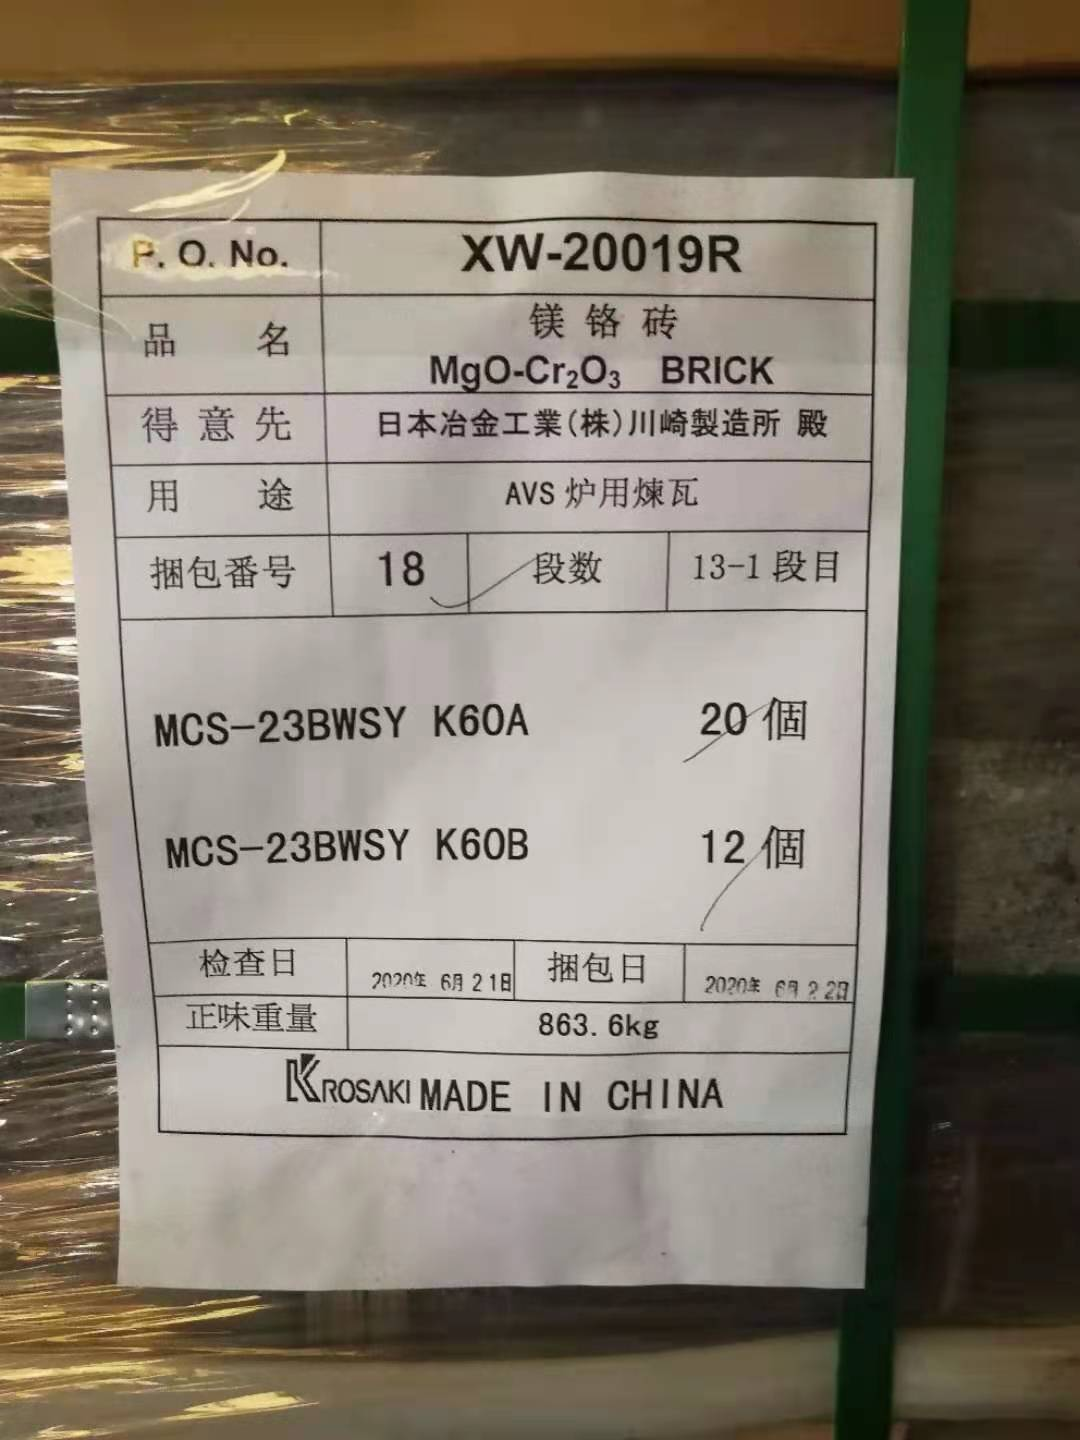 P. O. No. XW-20019R
品 名 镁铬砖
MgO-Cr₂O₃ BRICK
得意先 日本冶金工業(株)川崎製造所 殿
用 途 AVS 炉用煉瓦
捆包番号 18 段数 13-1 段目
MCS-23BWSY K60A 20 個
MCS-23BWSY K60B 12 個
检查日 2020年 6月 21日 捆包日 2020年 6月 22日
正味重量 863.6kg
KROSAKI MADE IN CHINA